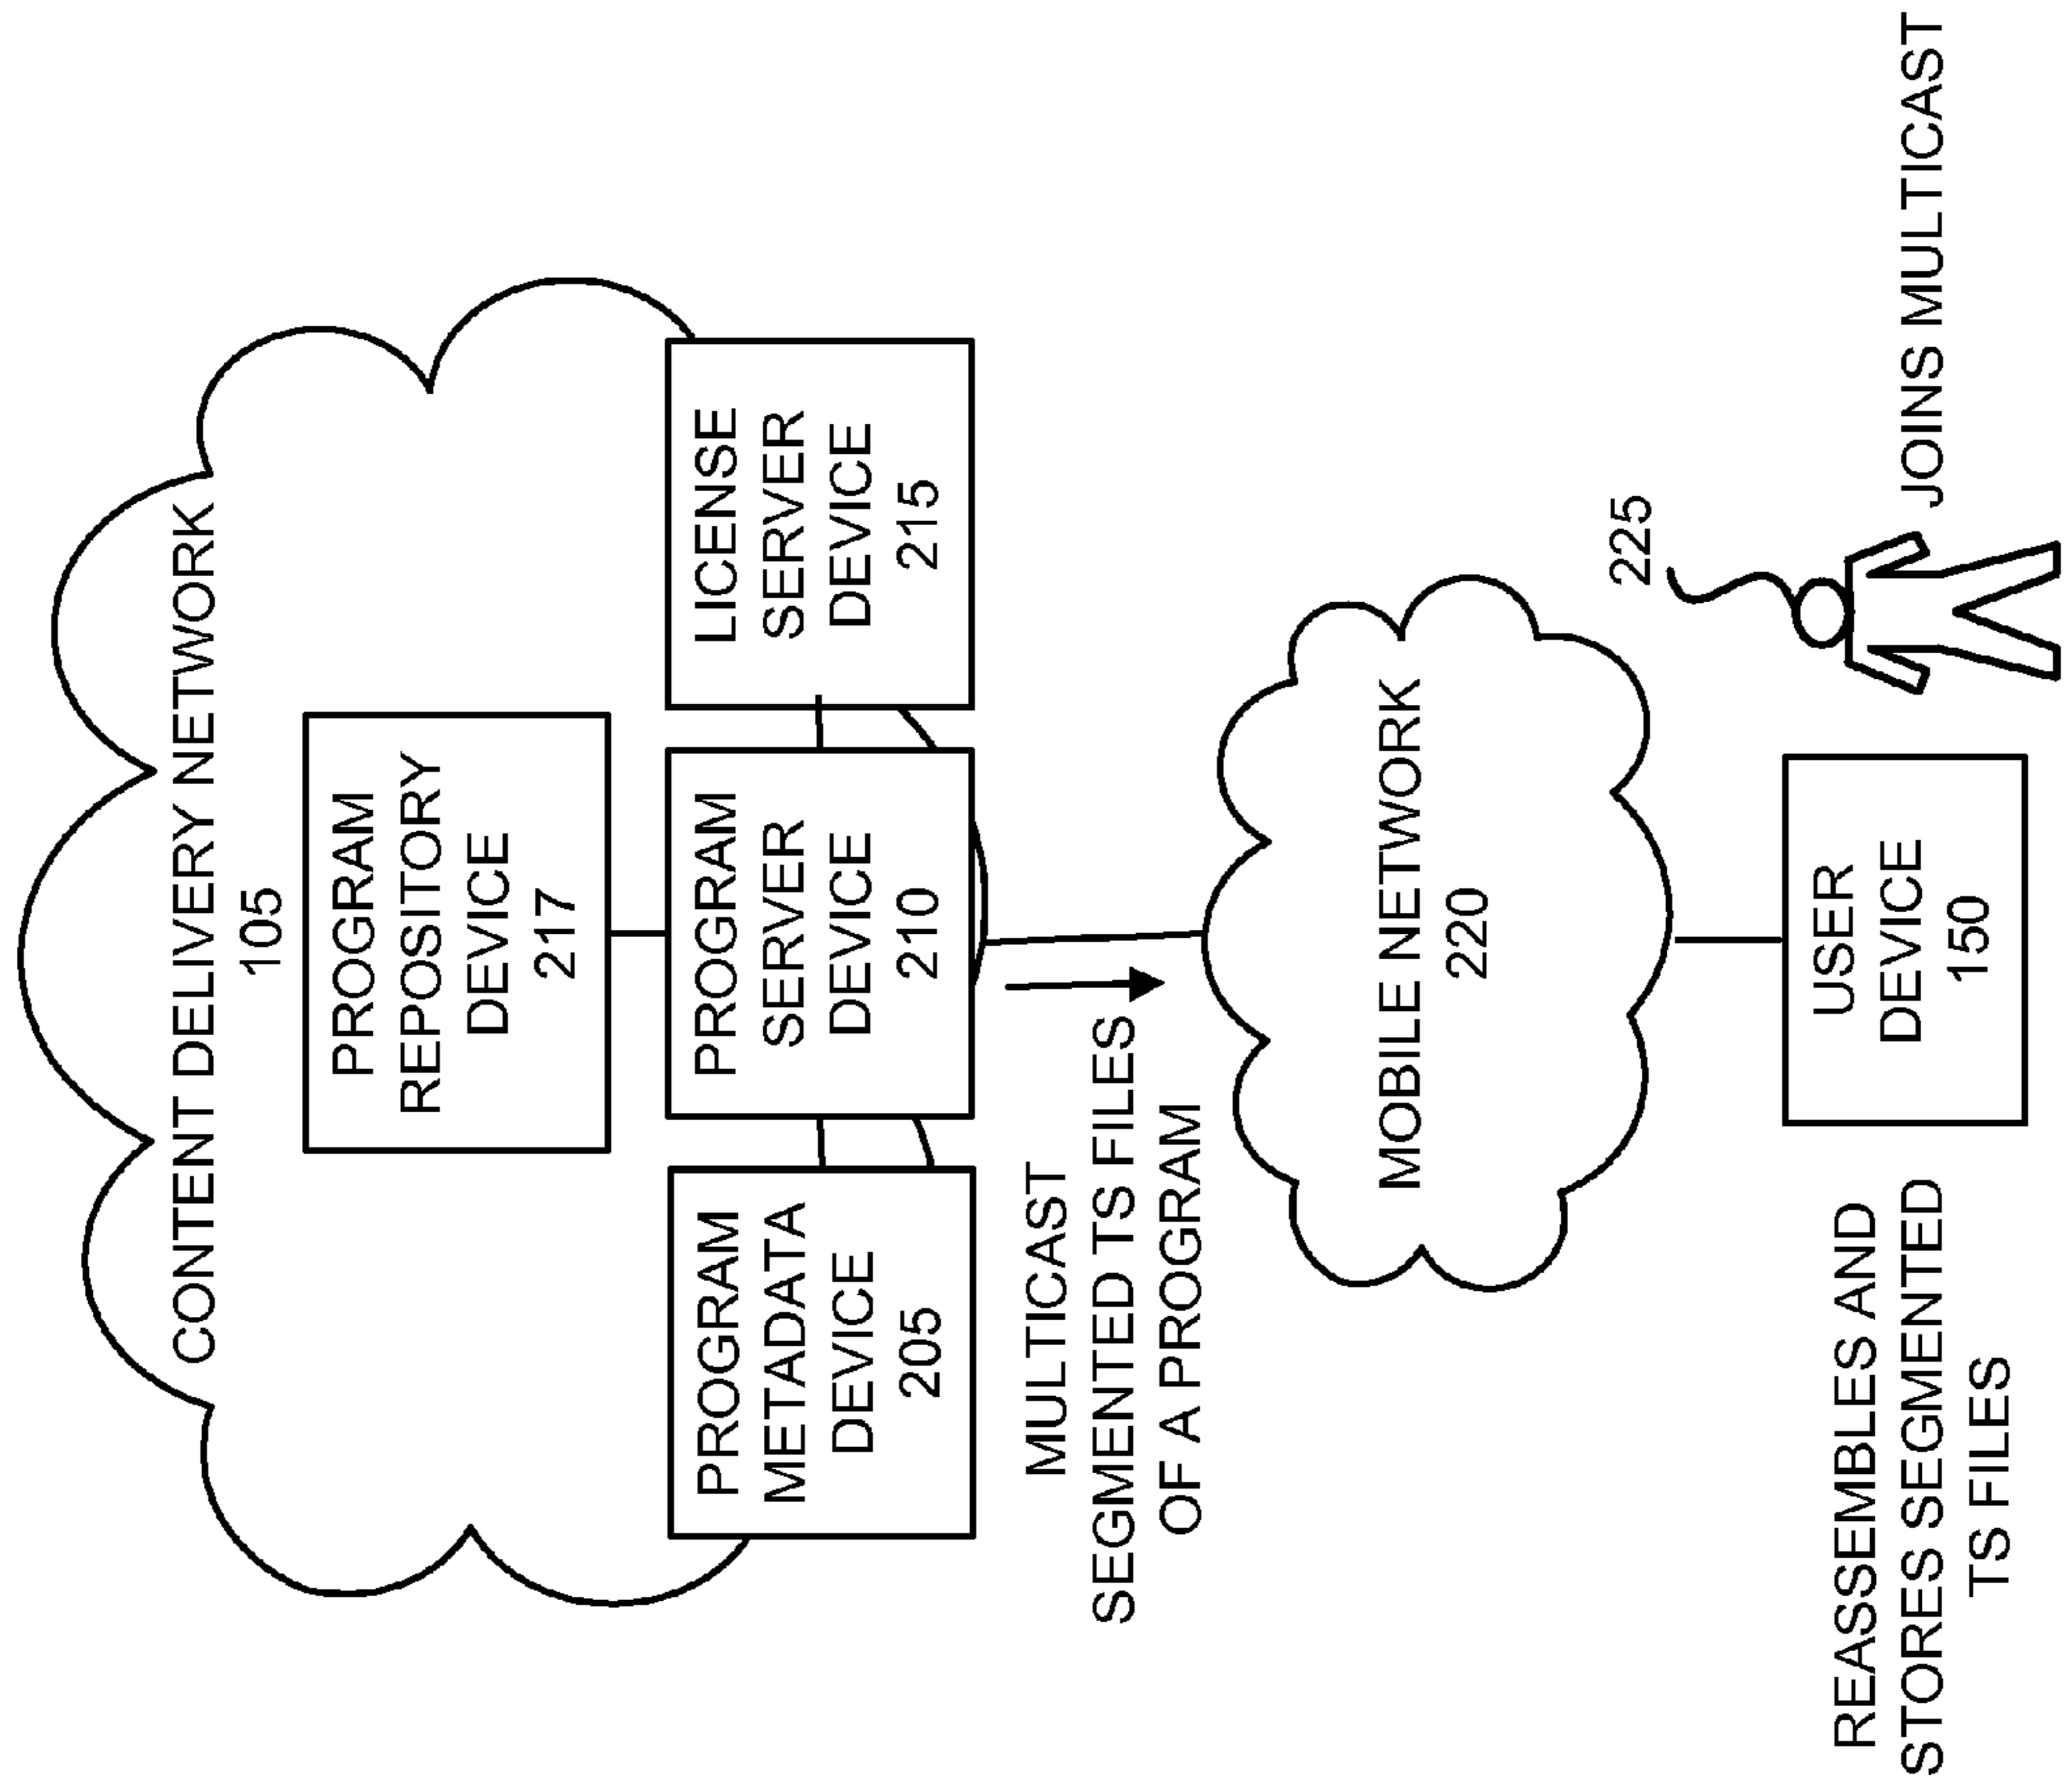 CONTENT DELIVERY NETWORK
105
PROGRAM
REPOSITORY
DEVICE
217
PROGRAM
METADATA
DEVICE
205
PROGRAM
SERVER
DEVICE
210
LICENSE
SERVER
DEVICE
215
MULTICAST
SEGMENTED TS FILES
OF A PROGRAM
MOBILE NETWORK
220
225
REASSEMBLES AND
STORES SEGMENTED
TS FILES
USER
DEVICE
150
JOINS MULTICAST